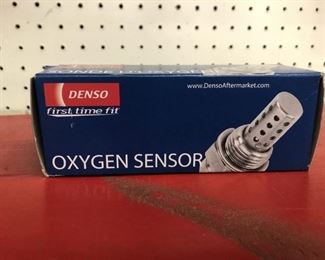 DENSO
first time fit
www.DensoAftermarket.com
OXYGEN SENSOR